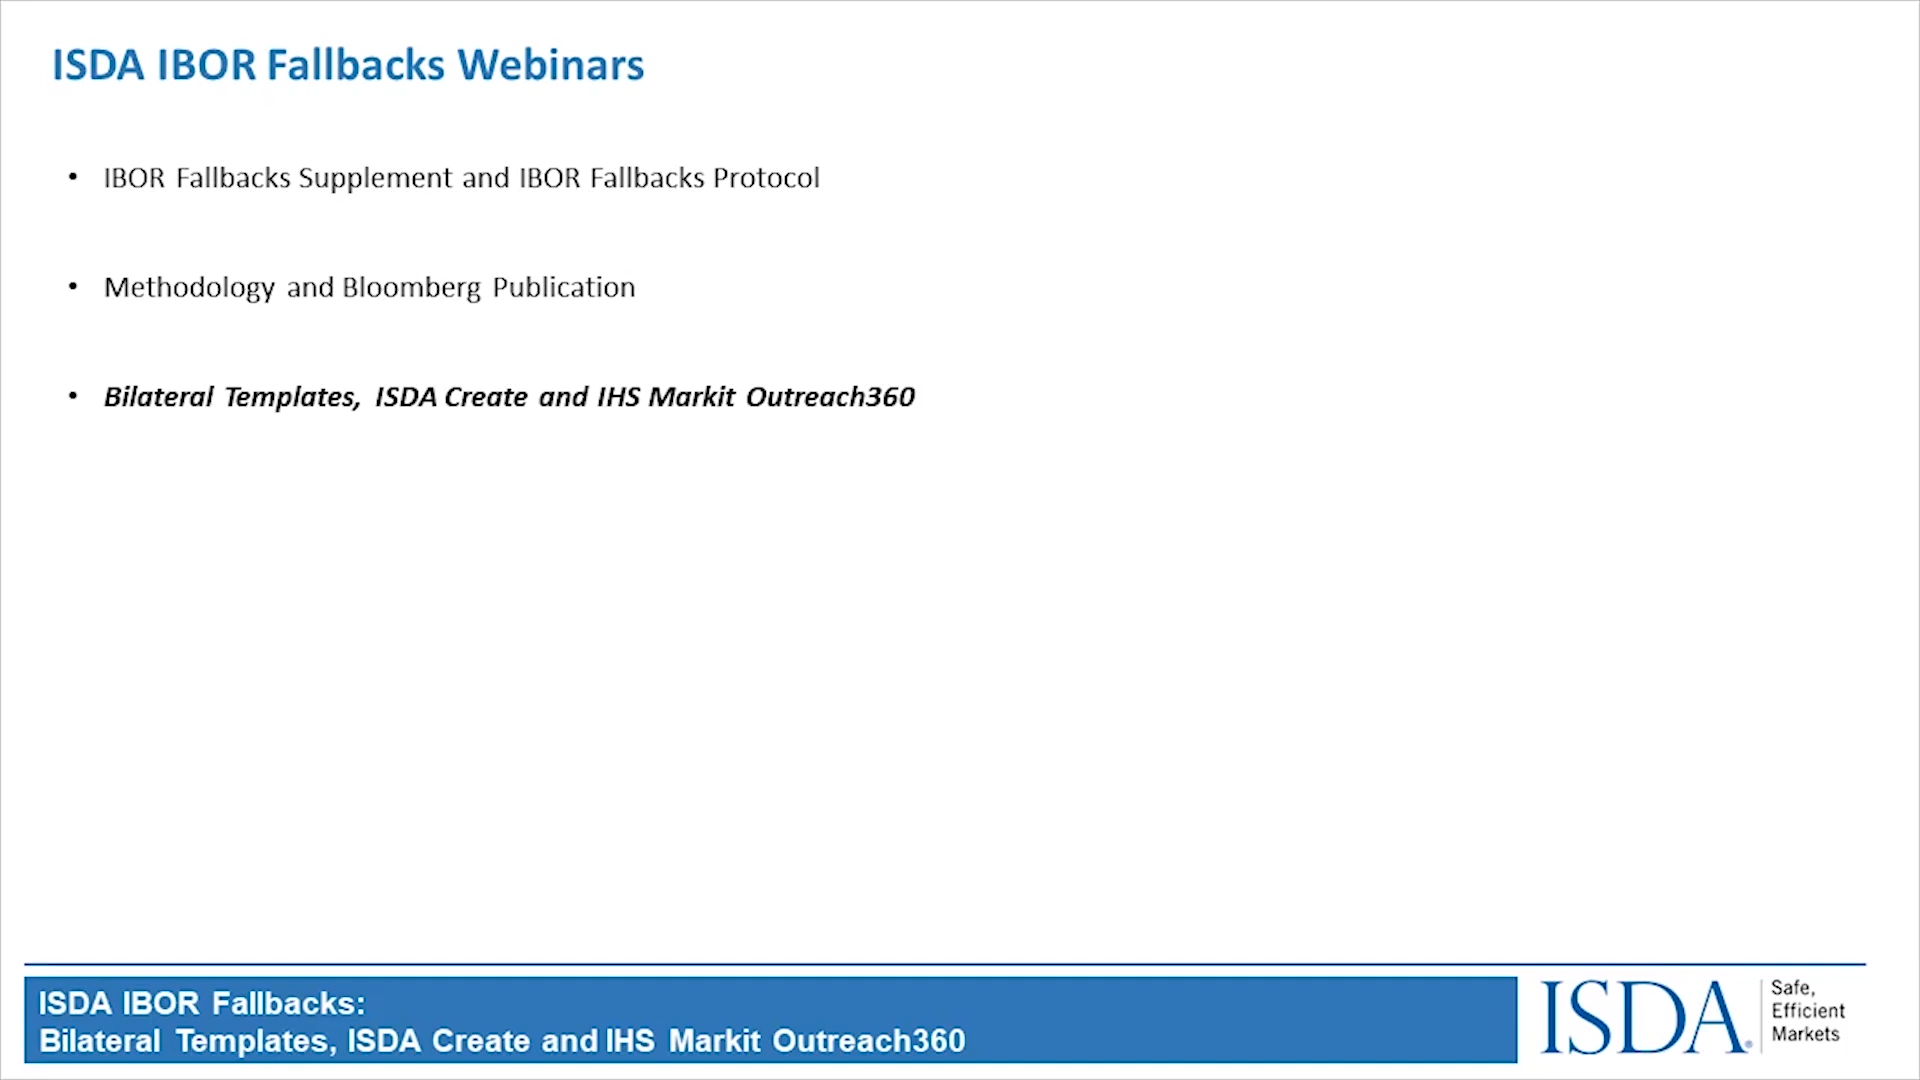 ISDA IBOR Fallbacks Webinars
• IBOR Fallbacks Supplement and IBOR Fallbacks Protocol
• Methodology and Bloomberg Publication
• Bilateral Templates, ISDA Create and IHS Markit Outreach360
ISDA IBOR Fallbacks:
Bilateral Templates, ISDA Create and IHS Markit Outreach360
ISDA®
Safe,
Efficient
Markets